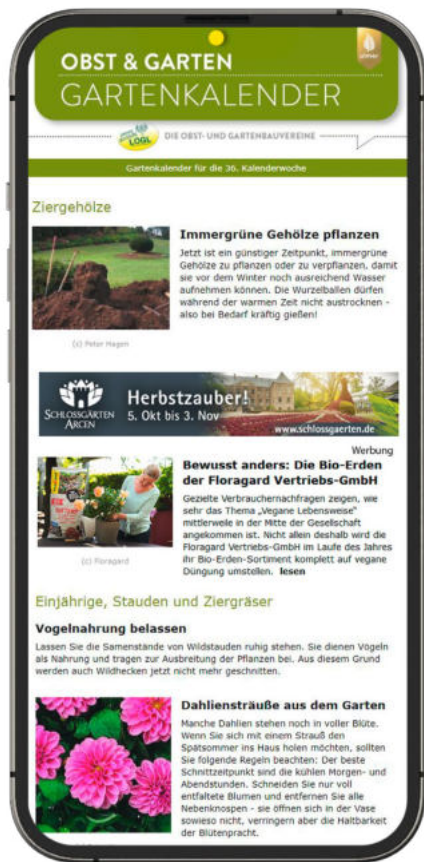 OBST & GARTEN
ulmer
GARTENKALENDER
LOGL
DIE OBST- UND GARTENBAUVEREINE
Gartenkalender für die 36. Kalenderwoche
Ziergehölze
Immergrüne Gehölze pflanzen
Jetzt ist ein günstiger Zeitpunkt, immergrüne
Gehölze zu pflanzen oder zu verpflanzen, damit
sie vor dem Winter noch ausreichend Wasser
aufnehmen können. Die Wurzelballen dürfen
während der warmen Zeit nicht austrocknen -
also bei Bedarf kräftig gießen!
(c) Peter Hagen
SCHLOSSGÄRTEN
ARCEN
Herbstzauber!
5. Okt bis 3. Nov
www.schlossgaerten.de
Werbung
Bewusst anders: Die Bio-Erden
der Floragard Vertriebs-GmbH
Gezielte Verbrauchernachfragen zeigen, wie
sehr das Thema „Vegane Lebensweise"
mittlerweile in der Mitte der Gesellschaft
angekommen ist. Nicht allein deshalb wird die
Floragard Vertriebs-GmbH im Laufe des Jahres
ihr Bio-Erden-Sortiment komplett auf vegane
Düngung umstellen. lesen
(c) Floragard
Einjährige, Stauden und Ziergräser
Vogelnahrung belassen
Lassen Sie die Samenstände von Wildstauden ruhig stehen. Sie dienen Vögeln
als Nahrung und tragen zur Ausbreitung der Pflanzen bei. Aus diesem Grund
werden auch Wildhecken jetzt nicht mehr geschnitten.
Dahliensträuße aus dem Garten
Manche Dahlien stehen noch in voller Blüte.
Wenn Sie sich mit einem Strauß den
Spätsommer ins Haus holen möchten, sollten
Sie folgende Regeln beachten: Der beste
Schnittzeitpunkt sind die kühlen Morgen- und
Abendstunden. Schneiden Sie nur voll
entfaltete Blumen und entfernen Sie alle
Nebenknospen - sie öffnen sich in der Vase
sowieso nicht, verringern aber die Haltbarkeit
der Blütenpracht.